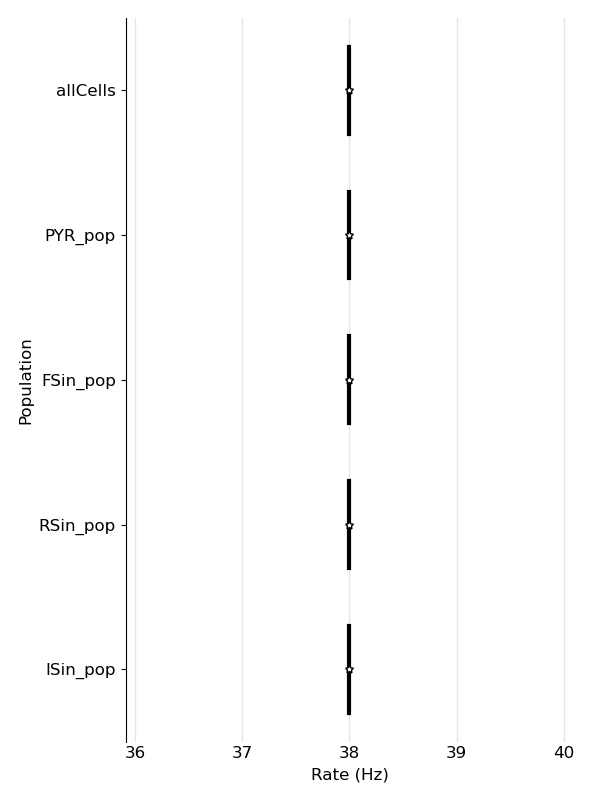 allCells
PYR_pop
FSin_pop
RSin_pop
ISin_pop
Population
36 37 38 39 40
Rate (Hz)